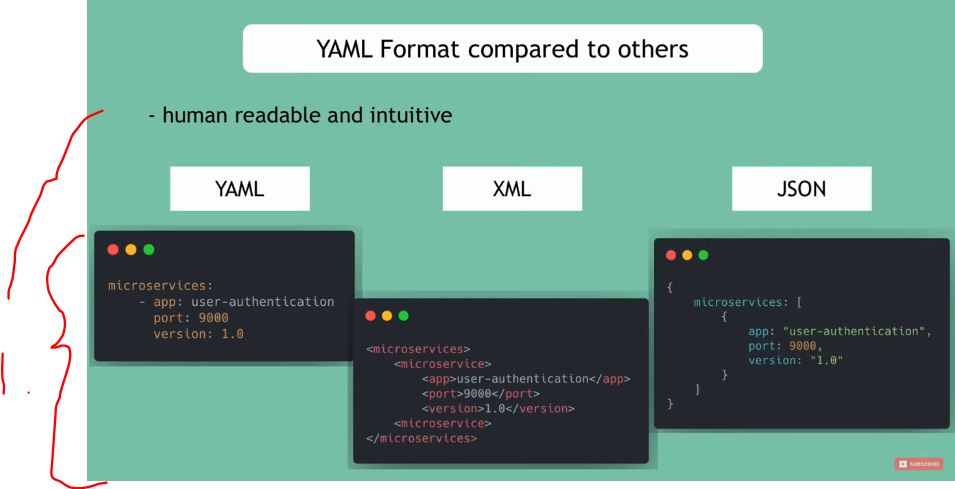 YAML Format compared to others
- human readable and intuitive
YAML
microservices:
    - app: user-authentication
      port: 9000
      version: 1.0
XML
<microservices>
    <microservice>
        <app>user-authentication</app>
        <port>9000</port>
        <version>1.0</version>
    <microservice>
</microservices>
JSON
{
    microservices: [
        {
            app: "user-authentication",
            port: 9000,
            version: "1.0"
        }
    ]
}
SUBSCRIBE